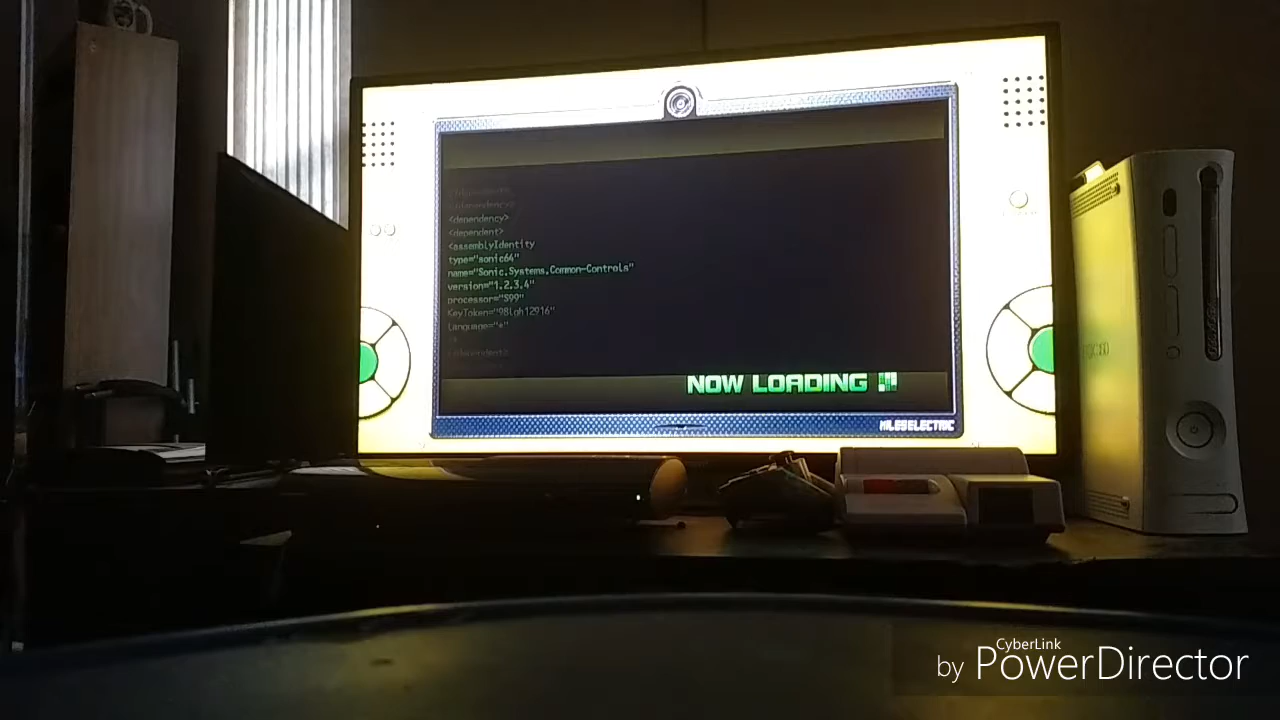 <dependency>
<dependent>
<assemblyIdentity
type="sonic64"
name="Sonic.Systems.Common-Controls"
version="1.2.3.4"
processor="S99"
KeyToken="98lgh12916"
language="*"
NOW LOADING
MILESELECTRIC
CyberLink
by PowerDirector